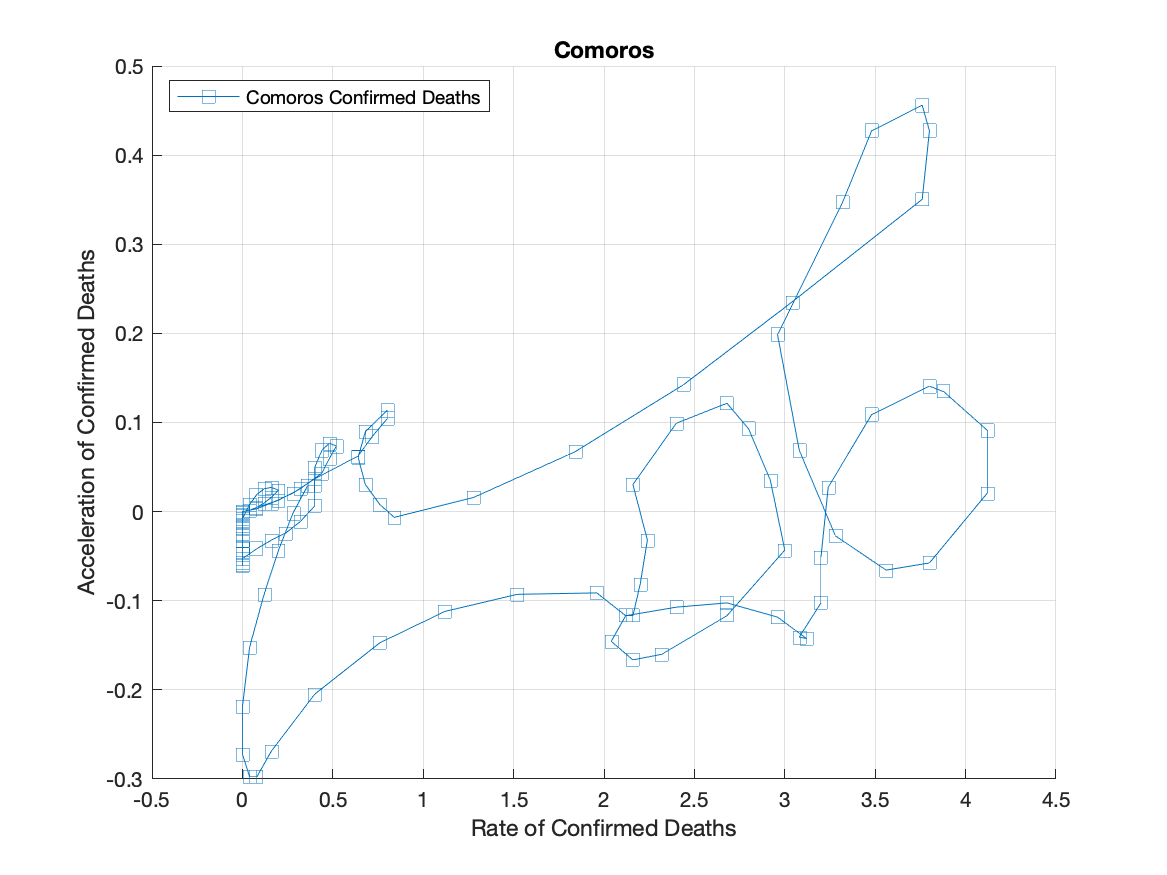 Comoros
Comoros Confirmed Deaths
0.5
0.4
0.3
0.2
0.1
0
-0.1
-0.2
-0.3
Acceleration of Confirmed Deaths
-0.5 0 0.5 1 1.5 2 2.5 3 3.5 4 4.5
Rate of Confirmed Deaths